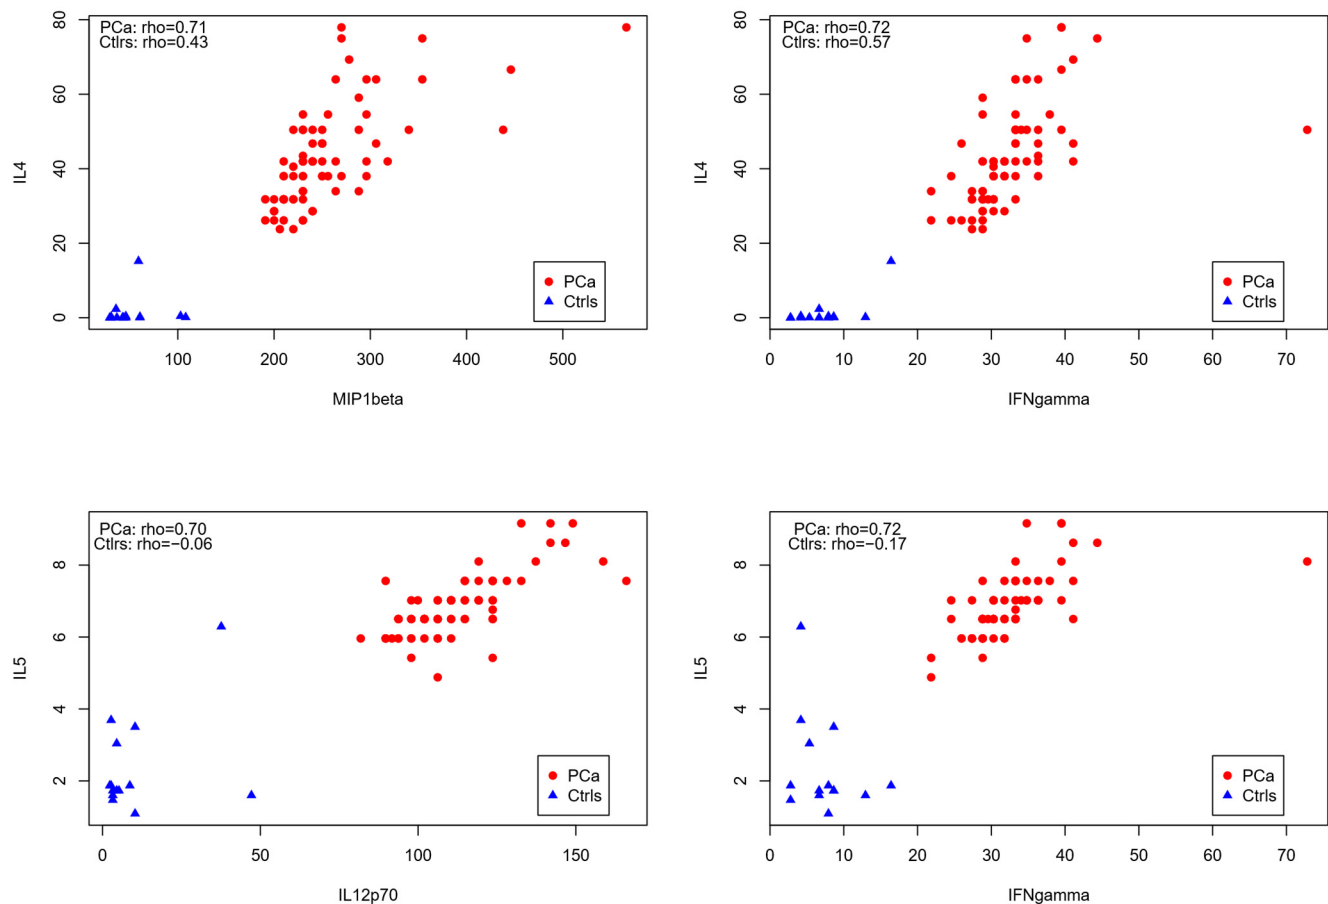 PCa: rho=0.71
Ctlrs: rho=0.43
80
60
40
20
0
IL4
PCa
Ctrls
100 200 300 400 500
MIP1beta
PCa: rho=0.72
Ctlrs: rho=0.57
80
60
40
20
0
IL4
PCa
Ctrls
0 10 20 30 40 50 60 70
IFNgamma
PCa: rho=0.70
Ctlrs: rho=−0.06
8
6
4
2
IL5
PCa
Ctrls
0 50 100 150
IL12p70
PCa: rho=0.72
Ctlrs: rho=−0.17
8
6
4
2
IL5
PCa
Ctrls
0 10 20 30 40 50 60 70
IFNgamma